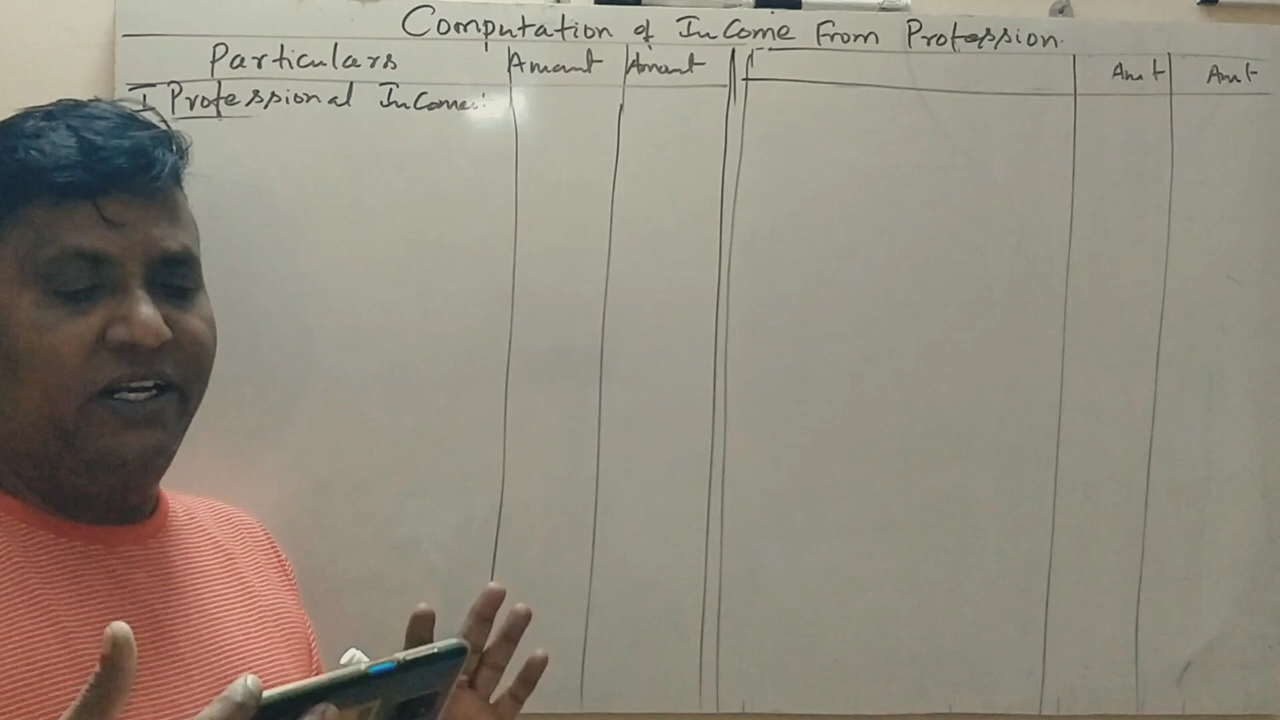 Computation of Income From Profession.
Particulars Amount Amount Amt Amt
I Professional Income: